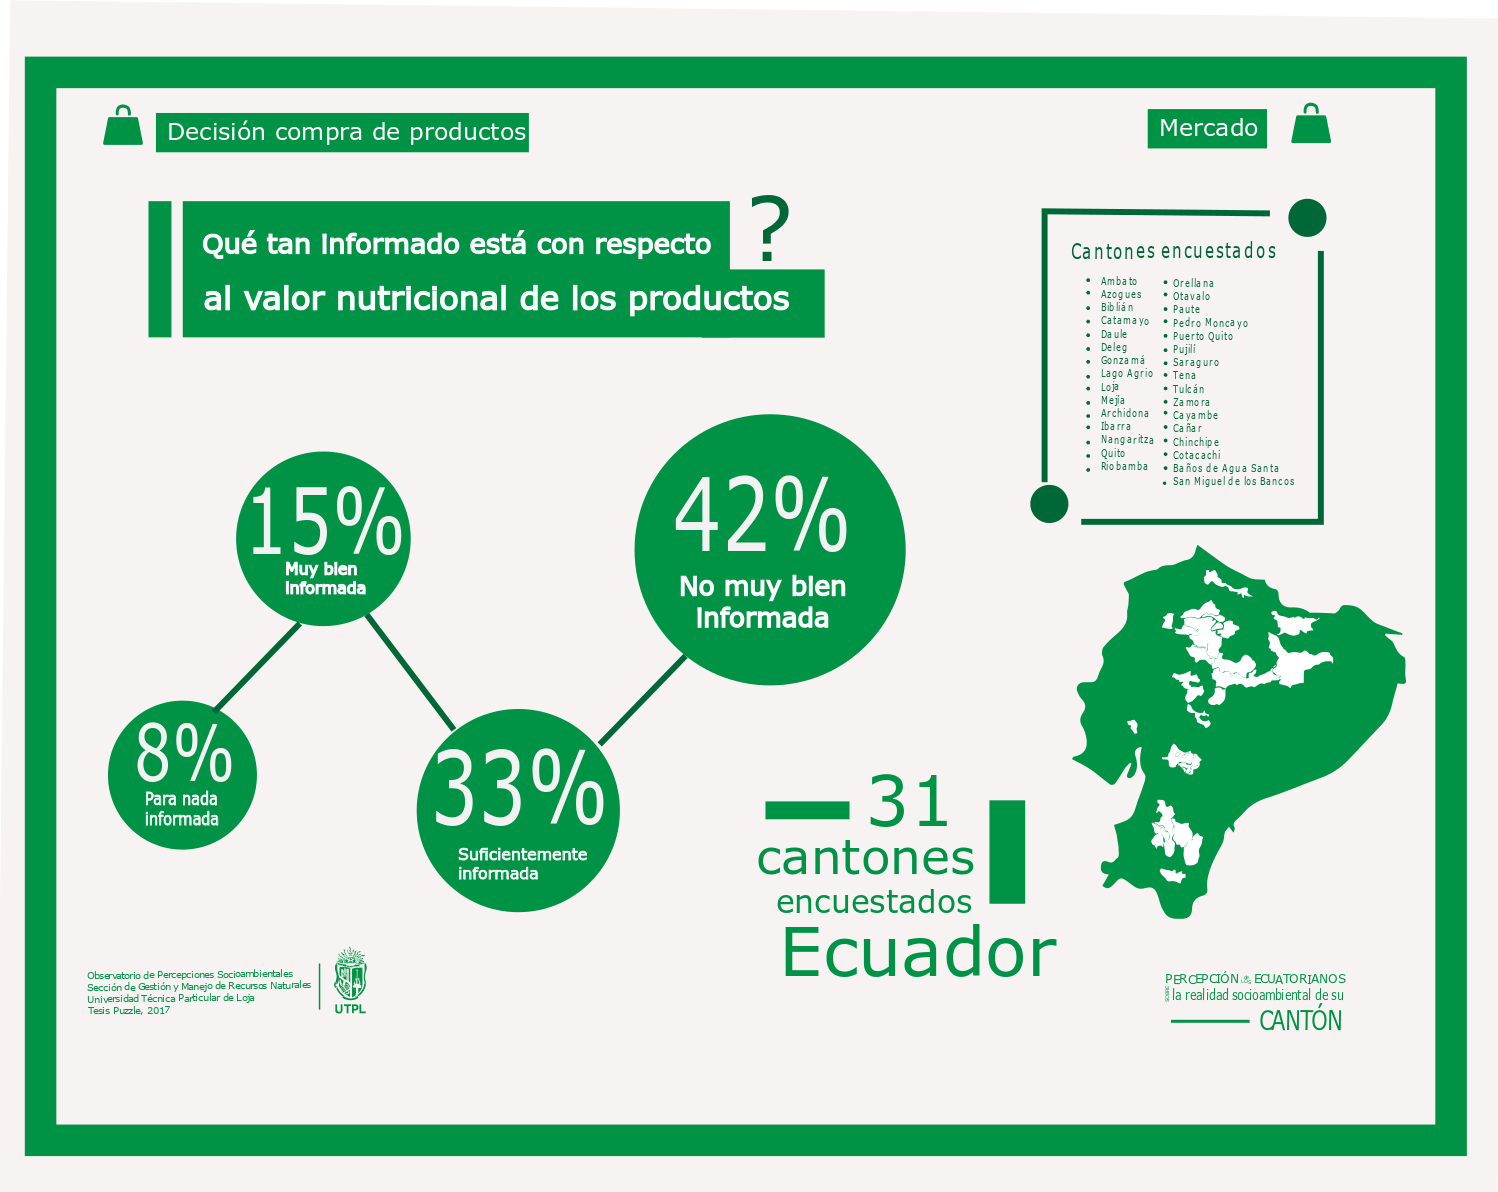 Decisión compra de productos
Mercado
Qué tan Informado está con respecto
al valor nutricional de los productos
?
Cantones encuestados
Ambato
Azogues
Biblián
Catamayo
Daule
Deleg
Gonzamá
Lago Agrio
Loja
Mejía
Archidona
Ibarra
Nangaritza
Quito
Riobamba
Orellana
Otavalo
Paute
Pedro Moncayo
Puerto Quito
Pujilí
Saraguro
Tena
Tulcán
Zamora
Cayambe
Cañar
Chinchipe
Cotacachi
Baños de Agua Santa
San Miguel de los Bancos
15%
Muy bien
informada
42%
No muy bien
Informada
8%
Para nada
informada
33%
Suficientemente
informada
31
cantones
encuestados
Ecuador
Observatorio de Percepciones Socioambientales
Sección de Gestión y Manejo de Recursos Naturales
Universidad Técnica Particular de Loja
Tesis Puzzle, 2017
UTPL
PERCEPCIÓN ECUATORIANOS
la realidad socioambiental de su
CANTÓN